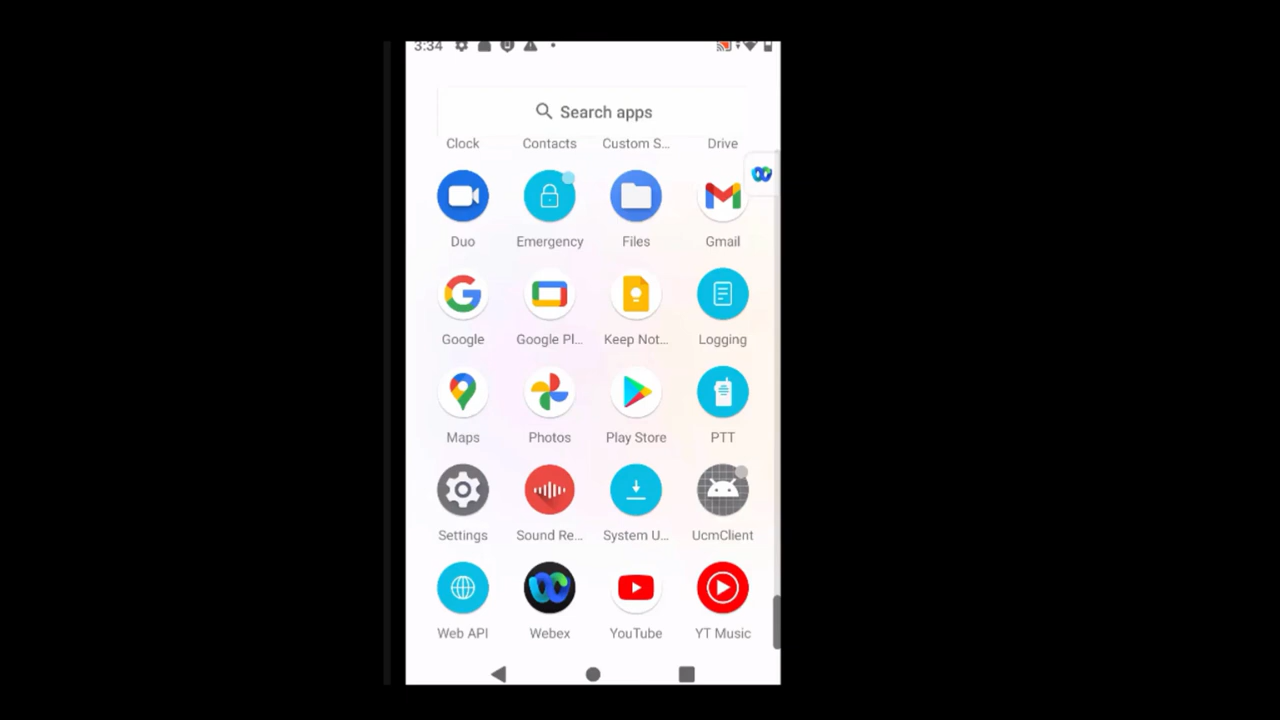 3:34
Search apps
Clock Contacts Custom S... Drive
Duo Emergency Files Gmail
Google Google Pl... Keep Not... Logging
Maps Photos Play Store PTT
Settings Sound Re... System U... UcmClient
Web API Webex YouTube YT Music